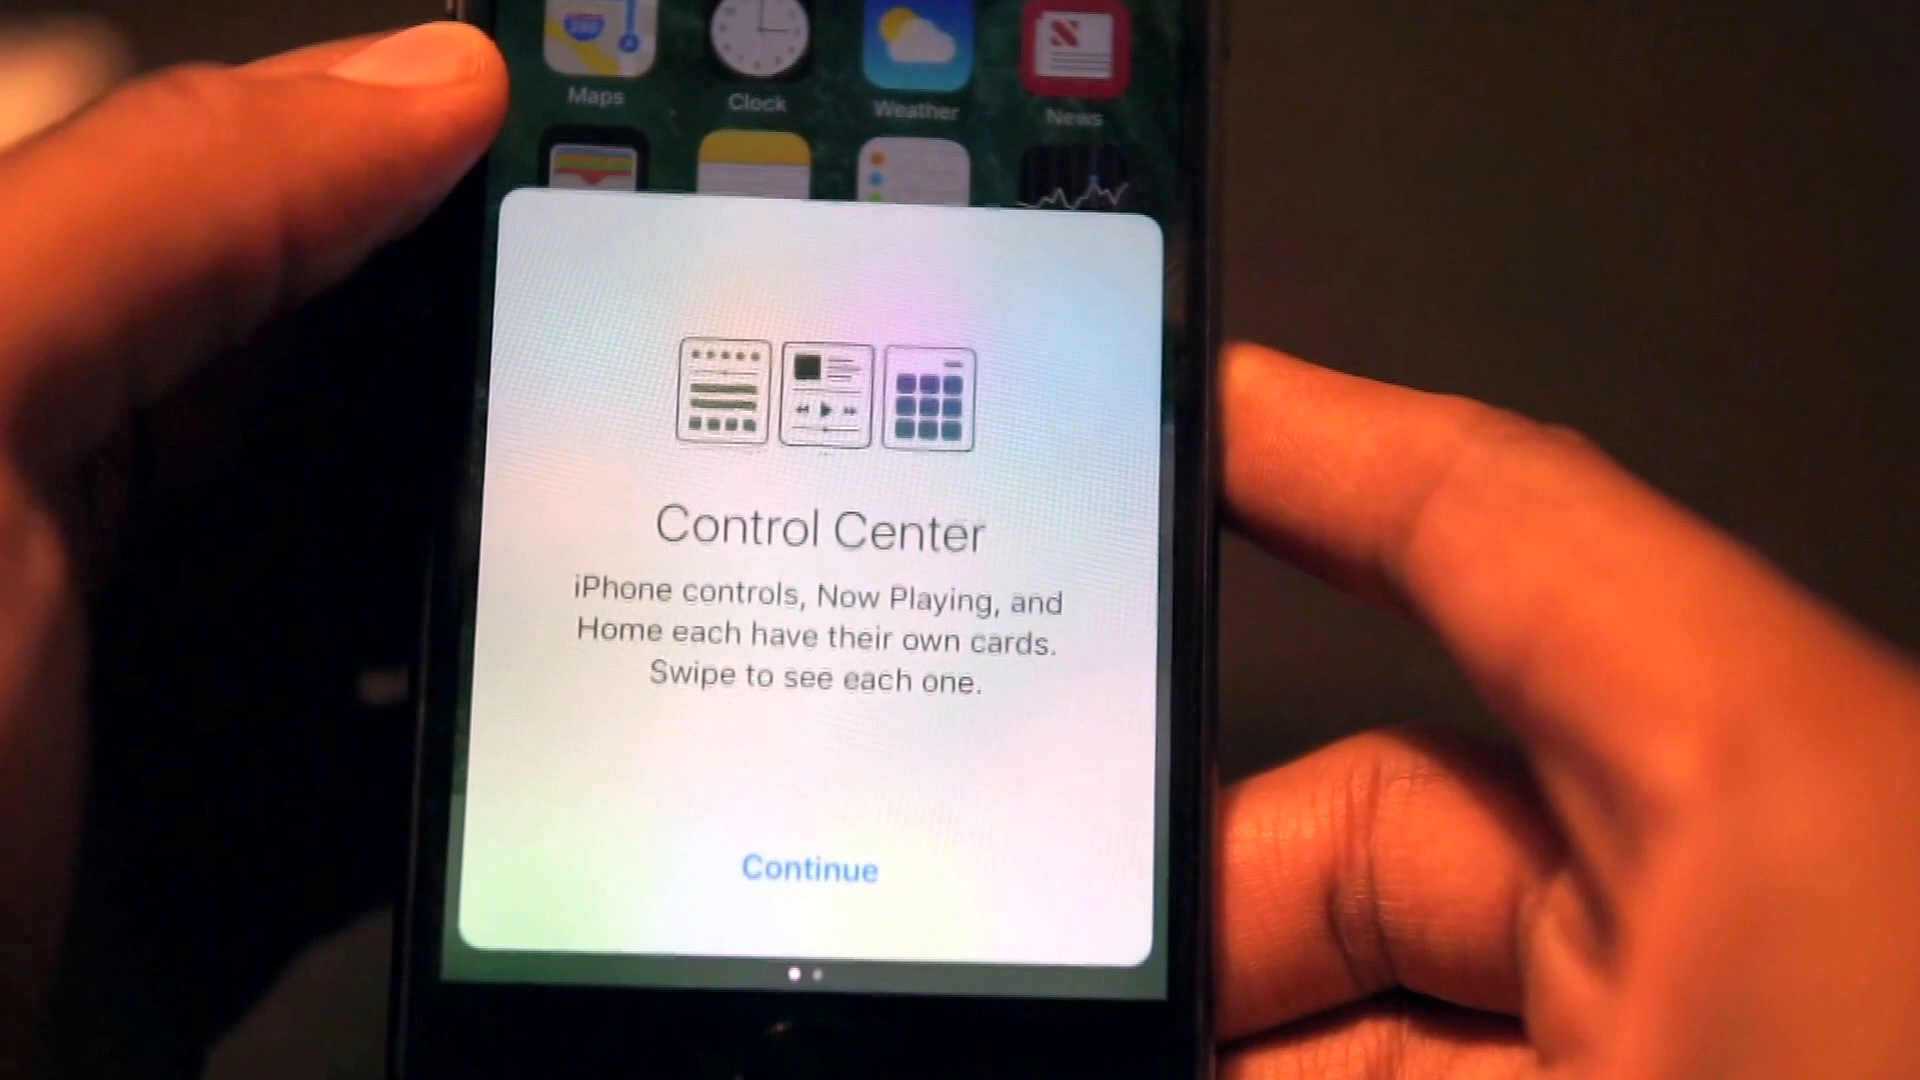 Maps Clock Weather News
Control Center
iPhone controls, Now Playing, and
Home each have their own cards.
Swipe to see each one.
Continue